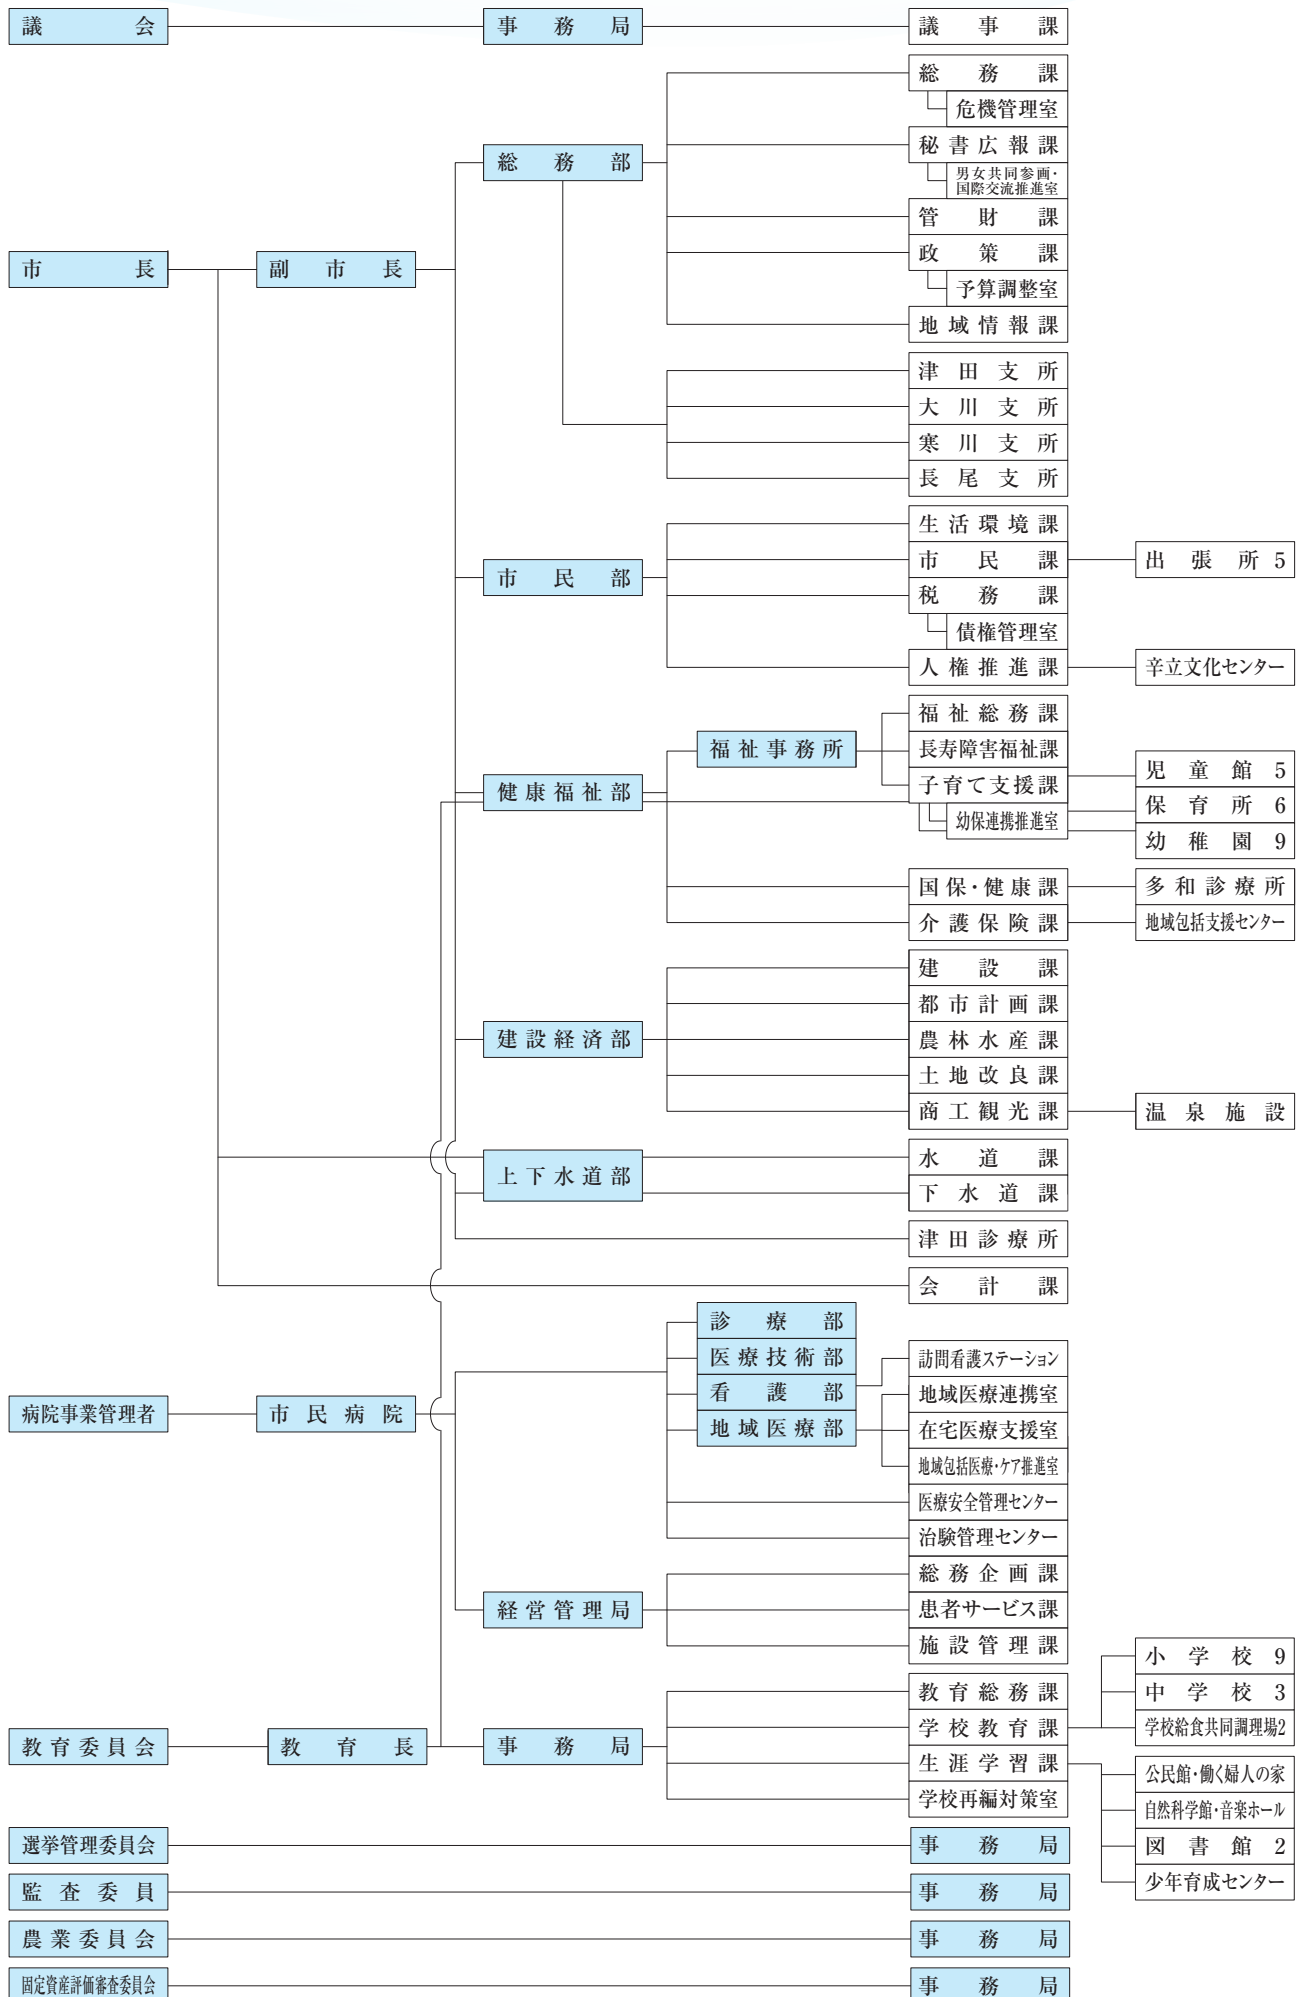 議会
事務局
議事課
総務課
危機管理室
総務部
秘書広報課
男女共同参画・
国際交流推進室
管財課
市長
副市長
政策課
予算調整室
地域情報課
津田支所
大川支所
寒川支所
長尾支所
市民部
生活環境課
市民課
出張所5
税務課
債権管理室
人権推進課
辛立文化センター
健康福祉部
福祉事務所
福祉総務課
長寿障害福祉課
子育て支援課
児童館5
保育所6
幼保連携推進室
幼稚園9
国保・健康課
多和診療所
介護保険課
地域包括支援センター
建設経済部
建設課
都市計画課
農林水産課
土地改良課
商工観光課
温泉施設
上下水道部
水道課
下水道課
津田診療所
会計課
病院事業管理者
市民病院
診療部
医療技術部
看護部
地域医療部
訪問看護ステーション
地域医療連携室
在宅医療支援室
地域包括医療・ケア推進室
医療安全管理センター
治験管理センター
経営管理局
総務企画課
患者サービス課
施設管理課
教育委員会
教育長
事務局
教育総務課
学校教育課
小学校9
中学校3
学校給食共同調理場2
生涯学習課
学校再編対策室
公民館・働く婦人の家
自然科学館・音楽ホール
図書館2
少年育成センター
選挙管理委員会
事務局
監査委員
事務局
農業委員会
事務局
固定資産評価審査委員会
事務局